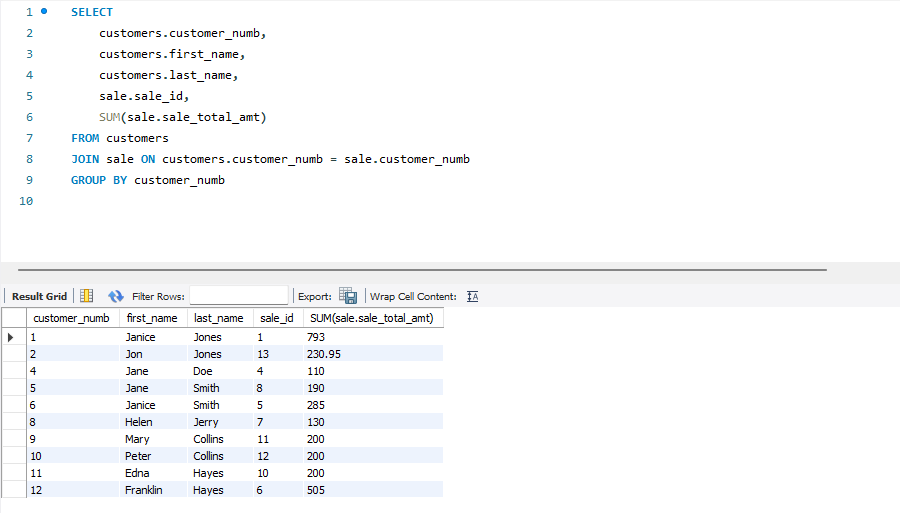 1 SELECT
2 customers.customer_numb,
3 customers.first_name,
4 customers.last_name,
5 sale.sale_id,
6 SUM(sale.sale_total_amt)
7 FROM customers
8 JOIN sale ON customers.customer_numb = sale.customer_numb
9 GROUP BY customer_numb
10
Result Grid Filter Rows: Export: Wrap Cell Content: IA
customer_numb first_name last_name sale_id SUM(sale.sale_total_amt)
1 Janice Jones 1 793
2 Jon Jones 13 230.95
4 Jane Doe 4 110
5 Jane Smith 8 190
6 Janice Smith 5 285
8 Helen Jerry 7 130
9 Mary Collins 11 200
10 Peter Collins 12 200
11 Edna Hayes 10 200
12 Franklin Hayes 6 505